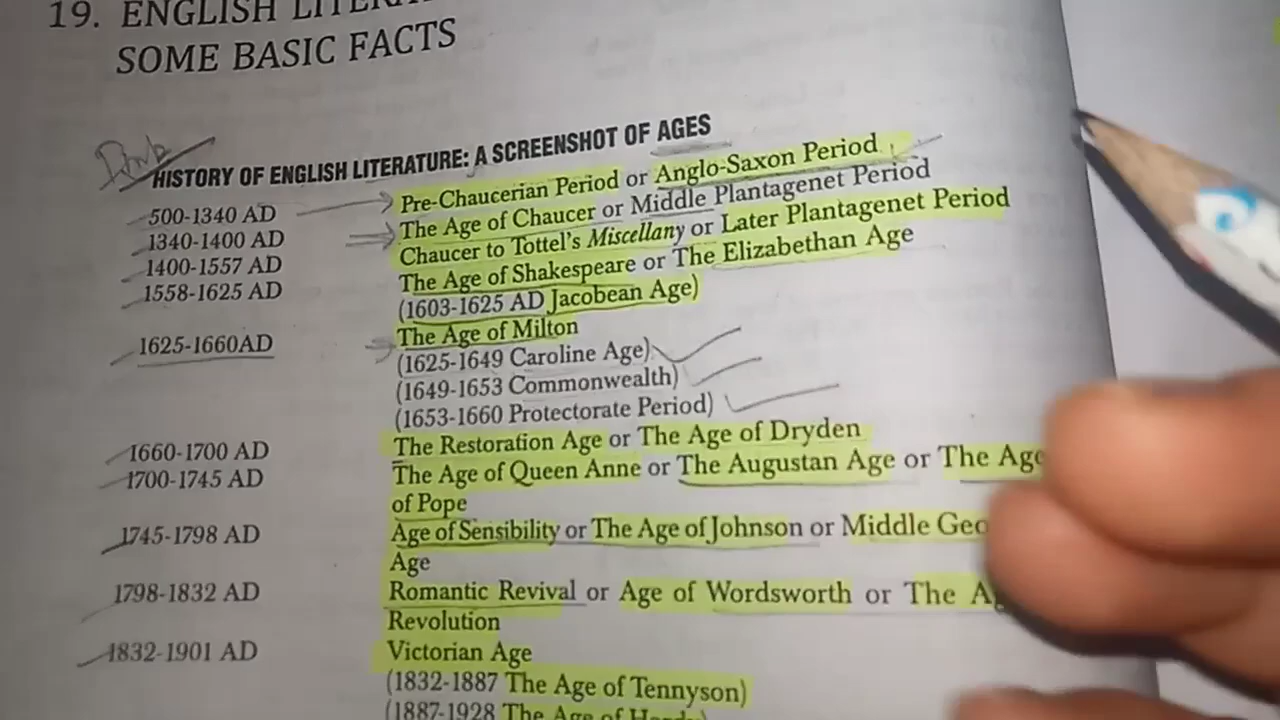 19. ENGLISH
SOME BASIC FACTS
HISTORY OF ENGLISH LITERATURE: A SCREENSHOT OF AGES
500-1340 AD Pre-Chaucerian Period or Anglo-Saxon Period
1340-1400 AD The Age of Chaucer or Middle Plantagenet Period
1400-1557 AD Chaucer to Tottel's Miscellany or Later Plantagenet Period
1558-1625 AD The Age of Shakespeare or The Elizabethan Age
(1603-1625 AD Jacobean Age)
1625-1660AD The Age of Milton
(1625-1649 Caroline Age)
(1649-1653 Commonwealth)
(1653-1660 Protectorate Period)
1660-1700 AD The Restoration Age or The Age of Dryden
1700-1745 AD The Age of Queen Anne or The Augustan Age or The Age
of Pope
1745-1798 AD Age of Sensibility or The Age of Johnson or Middle
Age
1798-1832 AD Romantic Revival or Age of Wordsworth or The
Revolution
1832-1901 AD Victorian Age
(1832-1887 The Age of Tennyson)
(1887-1928 The Age of